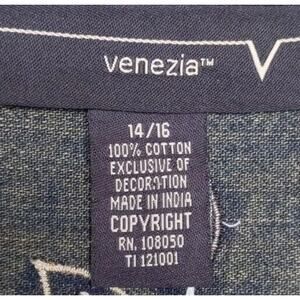 venezia™
14/16
100% COTTON
EXCLUSIVE OF
DECORATION
MADE IN INDIA
COPYRIGHT
RN. 108050
TI 121001